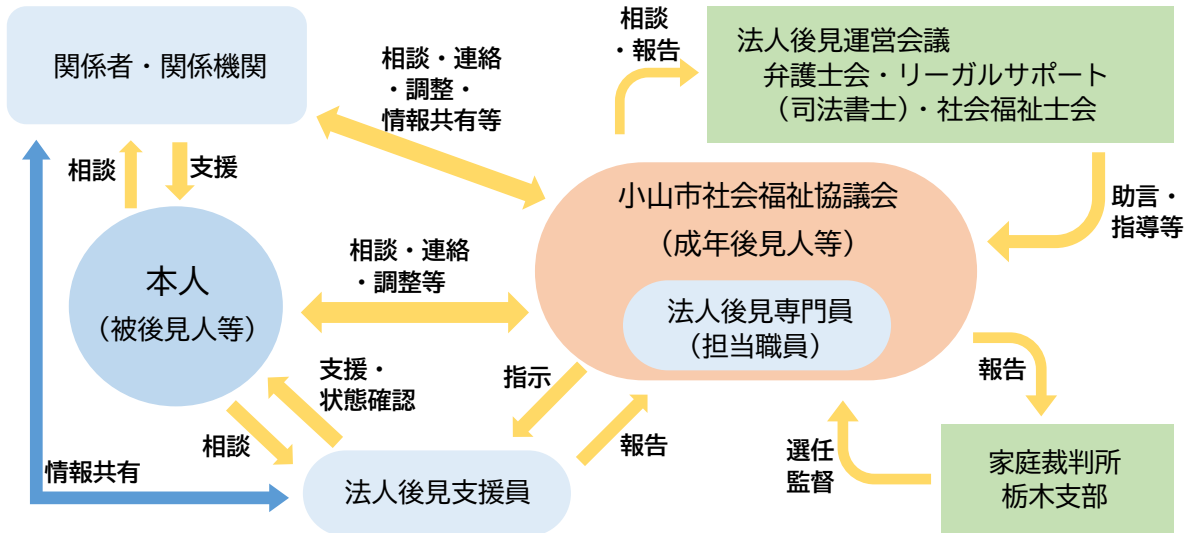 関係者・関係機関
相談・連絡
・調整・
情報共有等
相談
・報告
法人後見運営会議
弁護士会・リーガルサポート
（司法書士）・社会福祉士会
相談
支援
小山市社会福祉協議会
（成年後見人等）
助言・
指導等
本人
（被後見人等）
相談・連絡
・調整等
法人後見専門員
（担当職員）
支援・
状態確認
指示
報告
相談
報告
選任
監督
家庭裁判所
栃木支部
情報共有
法人後見支援員